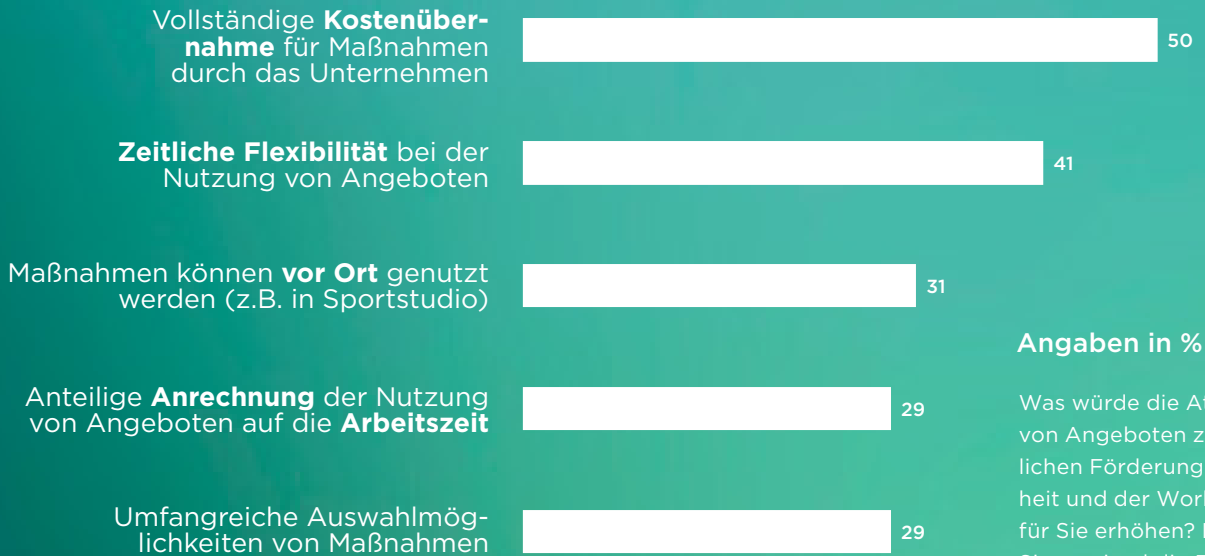 Vollständige Kostenüber-
nahme für Maßnahmen
durch das Unternehmen
50
Zeitliche Flexibilität bei der
Nutzung von Angeboten
41
Maßnahmen können vor Ort genutzt
werden (z.B. in Sportstudio)
31
Anteilige Anrechnung der Nutzung
von Angeboten auf die Arbeitszeit
29
Umfangreiche Auswahlmög-
lichkeiten von Maßnahmen
29
Angaben in %
Was würde die
von Angeboten
lichen Förderung
heit und der
für Sie erhöhen?